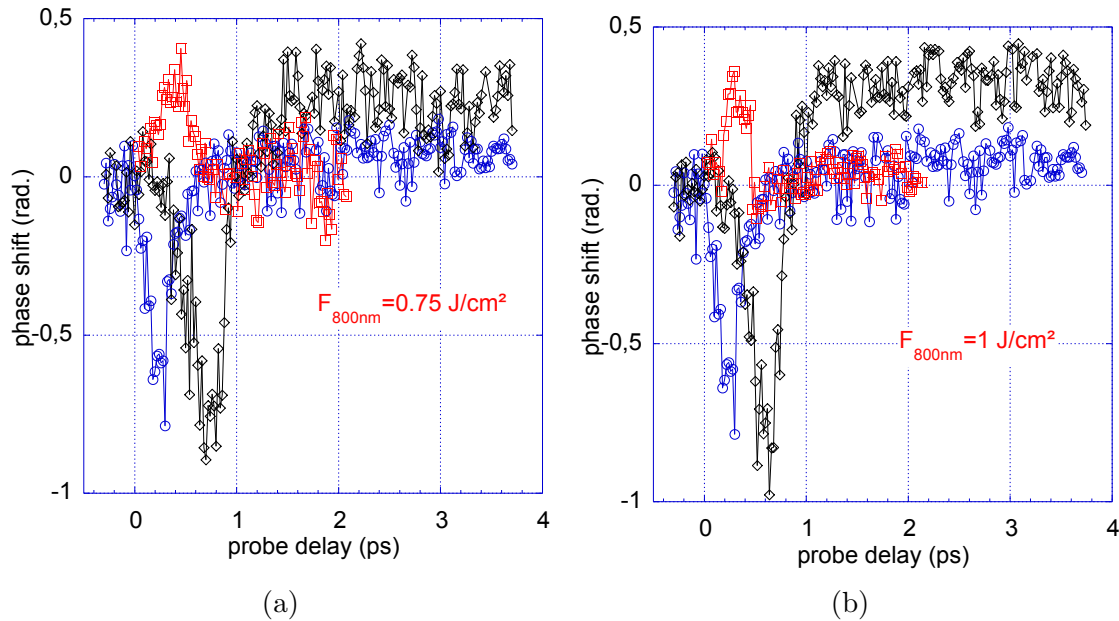 0,5
0
-0,5
-1
phase shift (rad.)
0 1 2 3 4
probe delay (ps)
F800nm=0.75 J/cm²
(a)
0,5
0
-0,5
-1
phase shift (rad.)
0 1 2 3 4
probe delay (ps)
F800nm=1 J/cm²
(b)